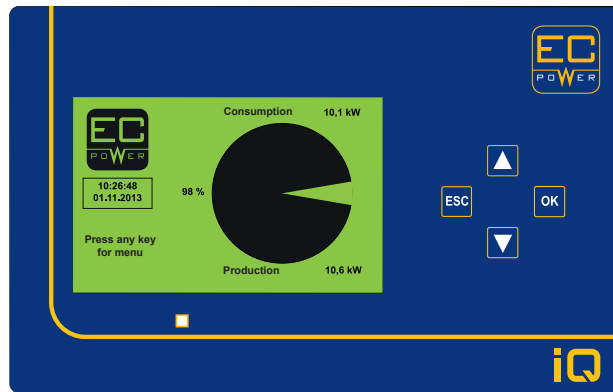 EC
POWER
EC
POWER
Consumption 10,1 kW
10:26:48
01.11.2013
98 %
Press any key
for menu
Production 10,6 kW
ESC
OK
iQ